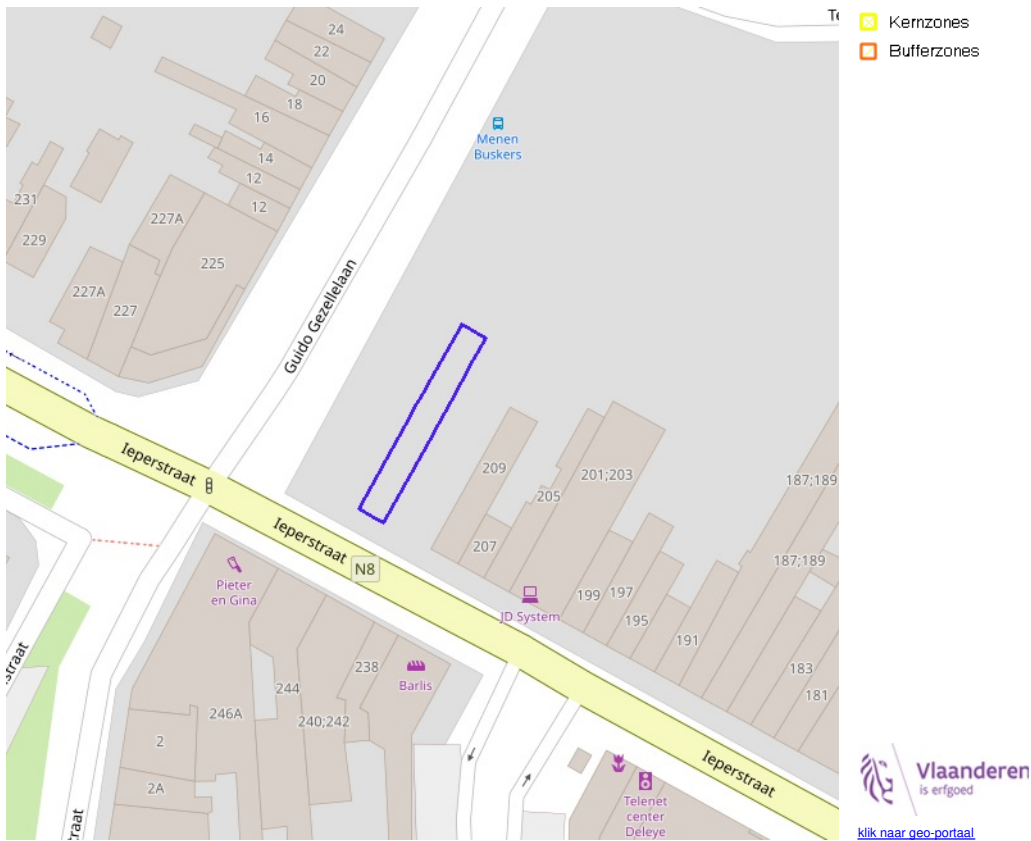 24
Te
Kernzones
22
Bufferzones
20
18
16
Menen
Buskers
14
12
12
231
227A
229
225
227A
227
Guido Gezellelaan
Ieperstraat
209
201;203
187;189
205
Ieperstraat
207
187;189
N8
Pieter
en Gina
JD System
199
197
195
191
straat
238
Barlis
183
244
181
246A
240;242
2
Ieperstraat
2A
Telenet
center
Deleye
raat
Vlaanderen
is erfgoed
klik naar geo-portaal